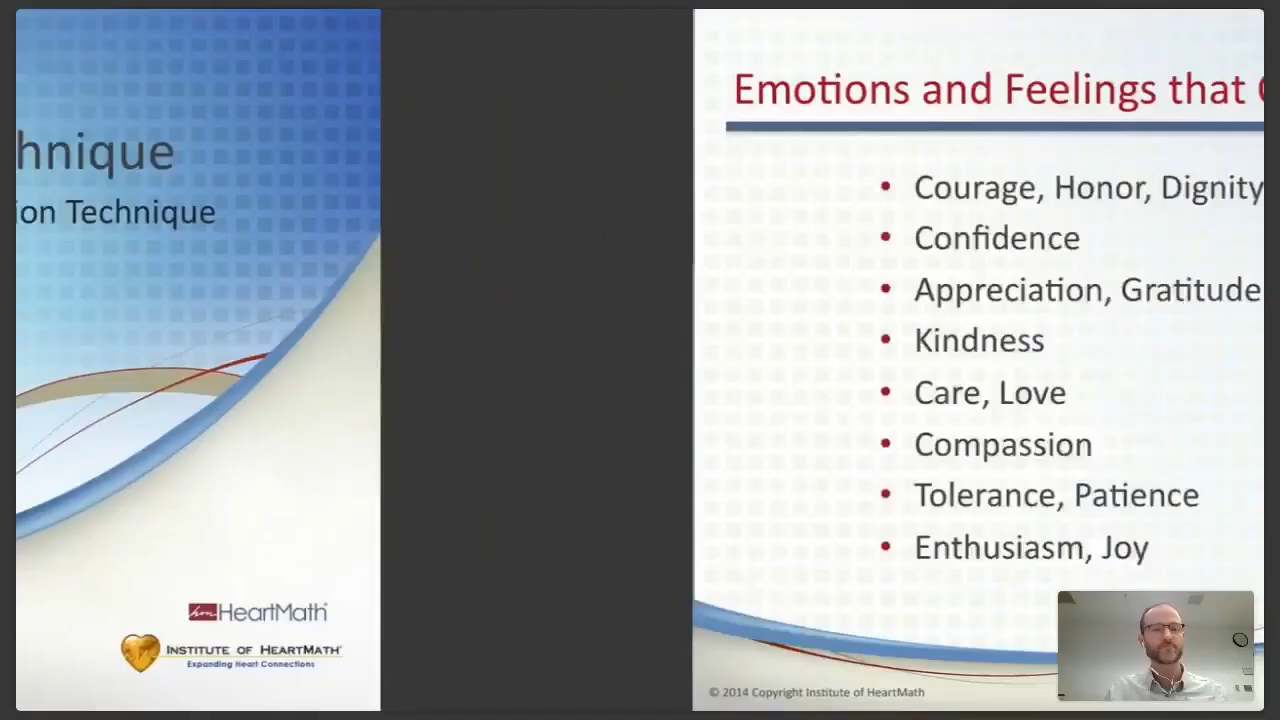 hnique
ion Technique
HeartMath
INSTITUTE OF HEARTMATH
Expanding Heart Connections
Emotions and Feelings that
• Courage, Honor, Dignity
• Confidence
• Appreciation, Gratitude
• Kindness
• Care, Love
• Compassion
• Tolerance, Patience
• Enthusiasm, Joy
© 2014 Copyright Institute of HeartMath